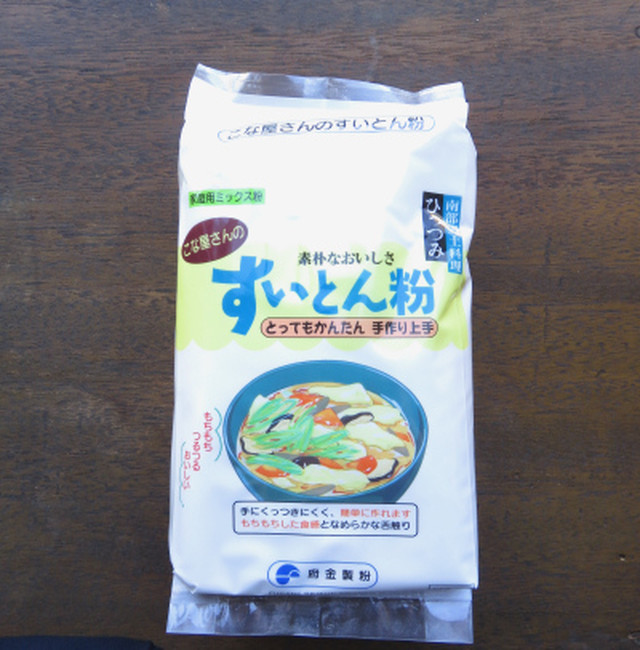 こな屋さんのすいとん粉
家庭用ミックス粉
南部郷土料理
ひっつみ
こな屋さんの
素朴なおいしさ
すいとん粉
とってもかんたん 手作り上手
もちもち
つるつる
おいしい
手にくっつきにくく、簡単に作れます
もちもちした食感となめらかな舌触り
府金製粉